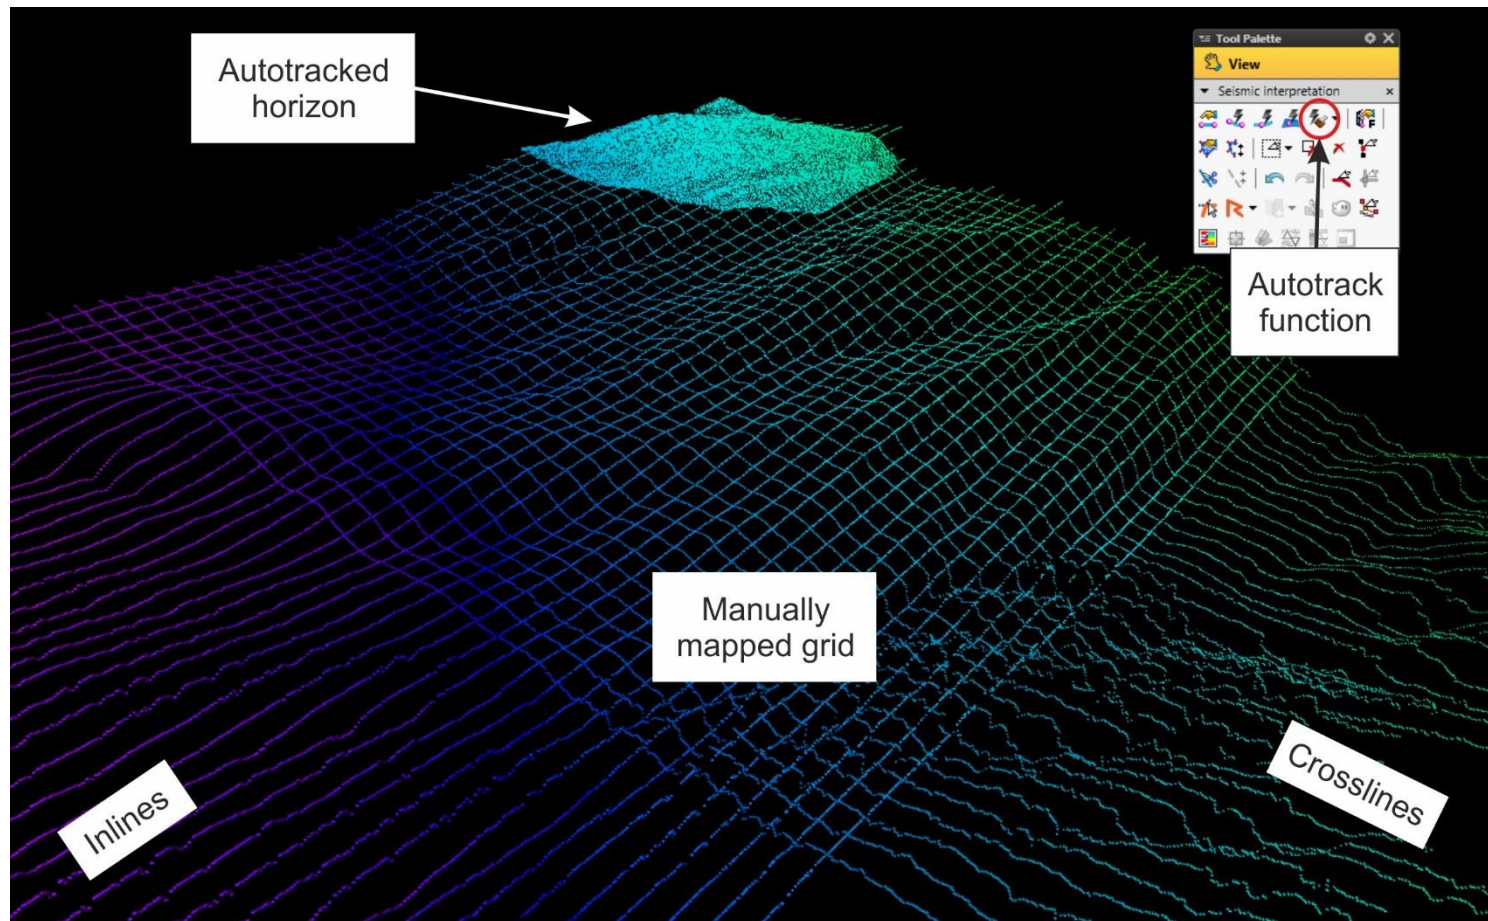 Autotracked
horizon
Tool Palette
View
Seismic interpretation
F
Autotrack
function
Manually
mapped grid
Inlines
Crosslines